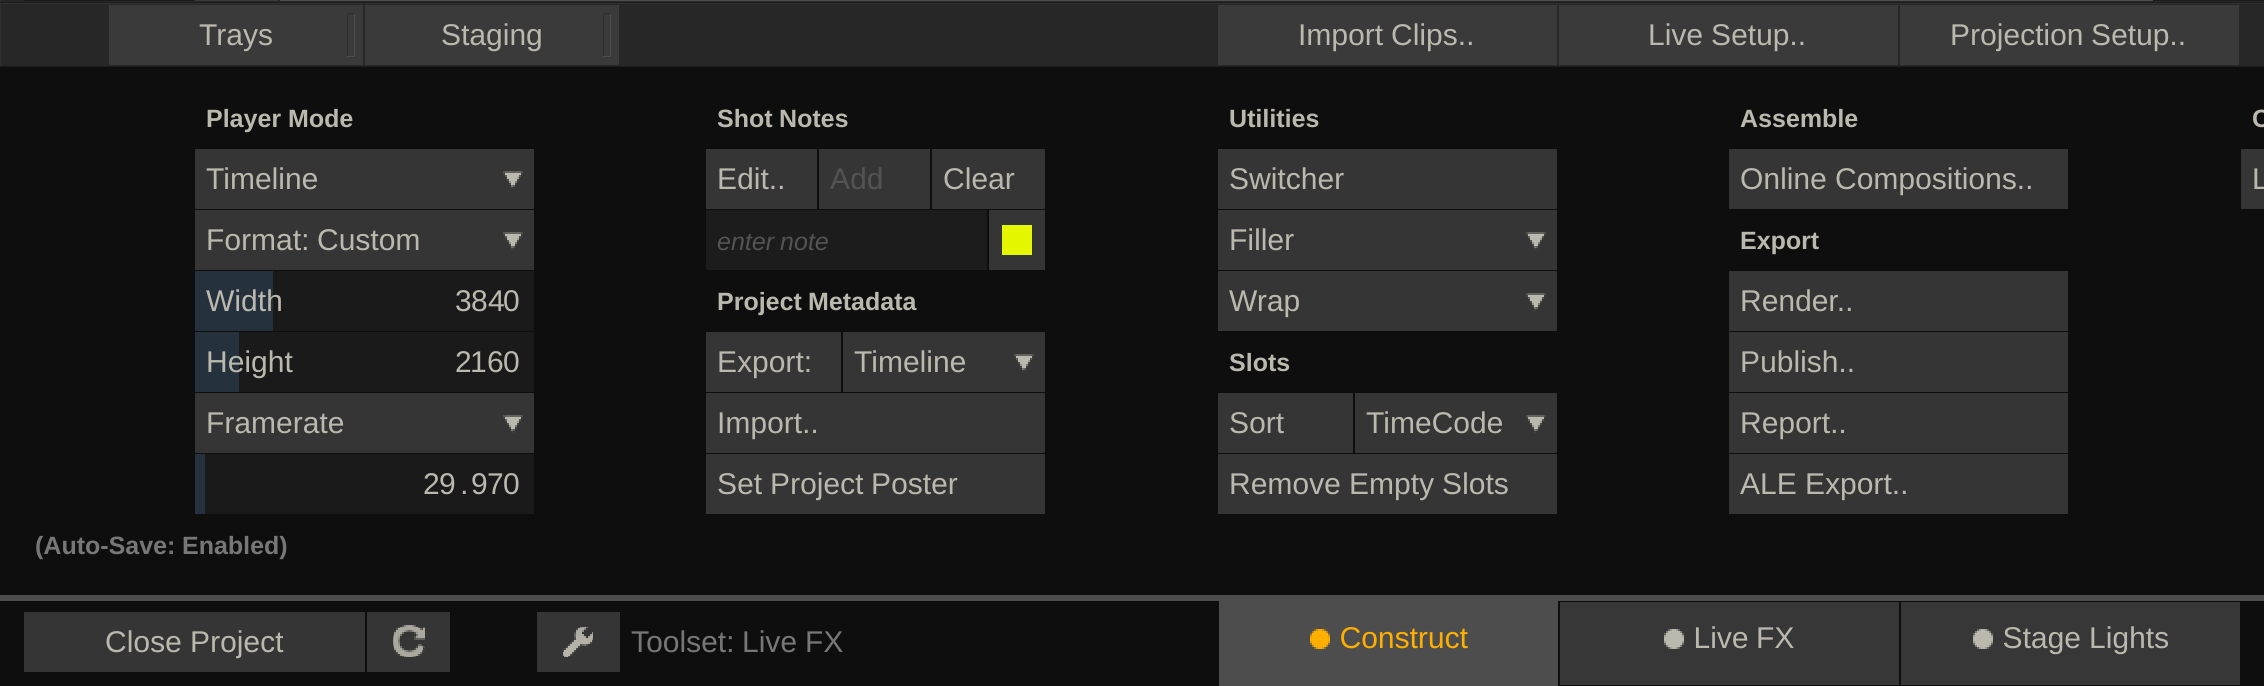 Trays
Staging
Import Clips..
Live Setup..
Projection Setup..
Player Mode
Timeline
Format: Custom
Width 3840
Height 2160
Framerate
29.970
(Auto-Save: Enabled)
Shot Notes
Edit.. Add Clear
enter note
Project Metadata
Export: Timeline
Import..
Set Project Poster
Utilities
Switcher
Filler
Wrap
Slots
Sort TimeCode
Remove Empty Slots
Assemble
Online Compositions..
Export
Render..
Publish..
Report..
ALE Export..
Close Project
Toolset: Live FX
Construct
Live FX
Stage Lights